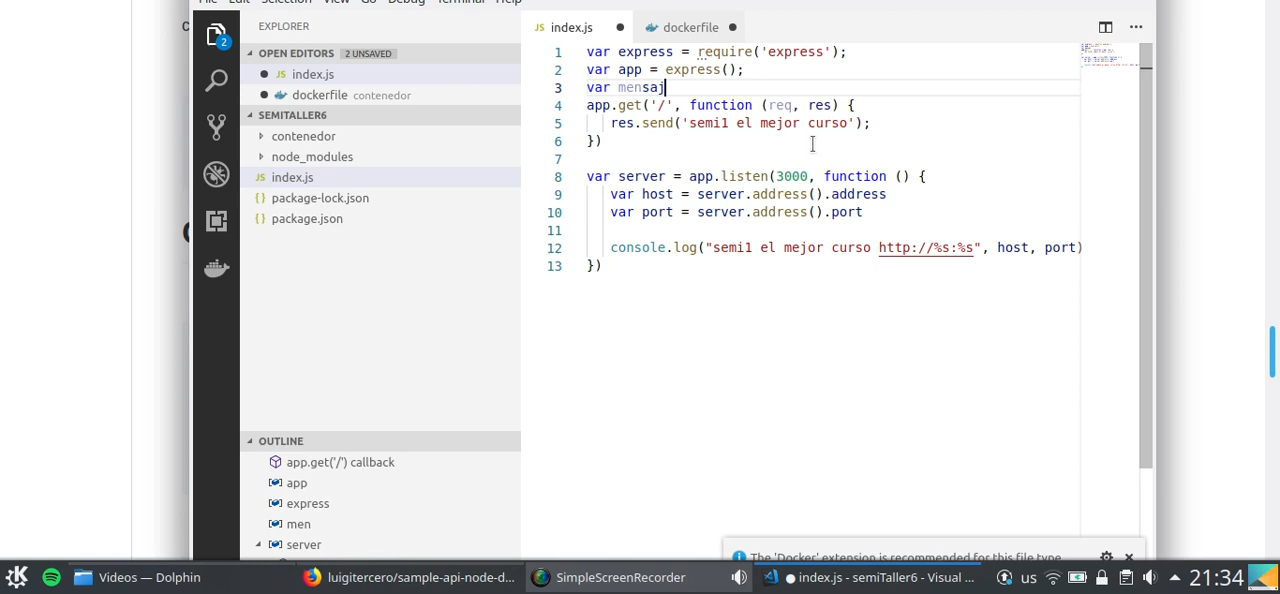 File Edit Selection View Go Debug Terminal Help
EXPLORER
index.js
dockerfile
OPEN EDITORS 2 UNSAVED
index.js
dockerfile contenedor
SEMITALLER6
contenedor
node_modules
index.js
package-lock.json
package.json
2
1 var express = require('express');
2 var app = express();
3 var mensaj
4 app.get('/', function (req, res) {
5 res.send('semi1 el mejor curso');
6 })
7
8 var server = app.listen(3000, function () {
9 var host = server.address().address
10 var port = server.address().port
11
12 console.log("semi1 el mejor curso http://%s:%s", host, port)
13 })
OUTLINE
app.get('/') callback
app
express
men
server
The 'Docker' extension is recommended for this file type.
Videos — Dolphin
luigitercero/sample-api-node-d...
SimpleScreenRecorder
● index.js - semiTaller6 - Visual ...
us
21:34